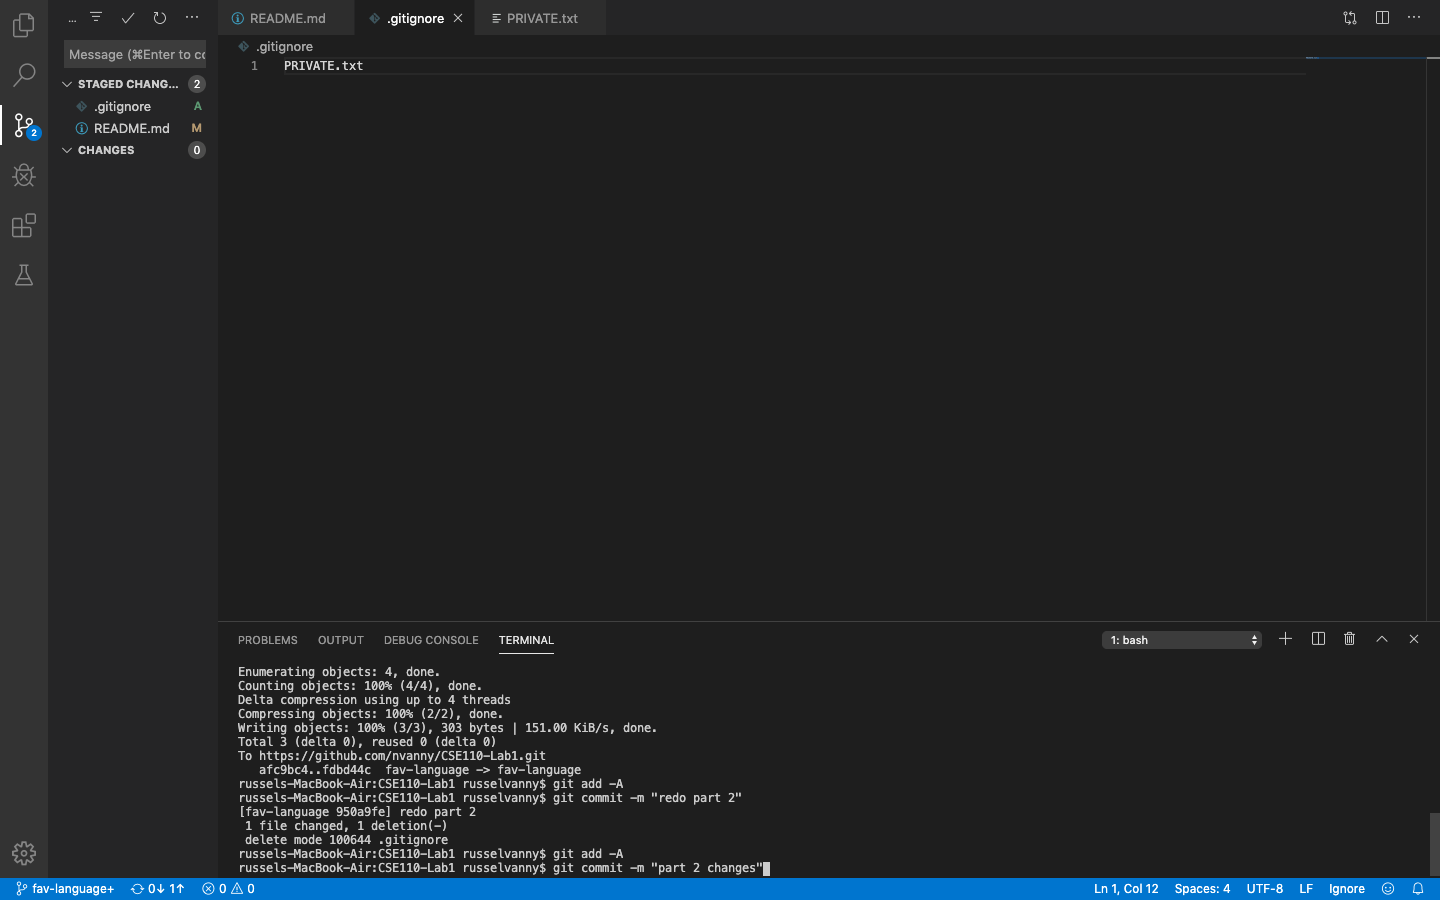 ...
Message (⌘Enter to co
STAGED CHANG... 2
.gitignore A
README.md M
CHANGES 0
2
README.md
.gitignore
PRIVATE.txt
.gitignore
1 PRIVATE.txt
PROBLEMS OUTPUT DEBUG CONSOLE TERMINAL
1: bash
Enumerating objects: 4, done.
Counting objects: 100% (4/4), done.
Delta compression using up to 4 threads
Compressing objects: 100% (2/2), done.
Writing objects: 100% (3/3), 303 bytes | 151.00 KiB/s, done.
Total 3 (delta 0), reused 0 (delta 0)
To https://github.com/nvanny/CSE110-Lab1.git
afc9bc4..fdbd44c fav-language -> fav-language
russels-MacBook-Air:CSE110-Lab1 russelvanny$ git add -A
russels-MacBook-Air:CSE110-Lab1 russelvanny$ git commit -m "redo part 2"
[fav-language 950a9fe] redo part 2
1 file changed, 1 deletion(-)
delete mode 100644 .gitignore
russels-MacBook-Air:CSE110-Lab1 russelvanny$ git add -A
russels-MacBook-Air:CSE110-Lab1 russelvanny$ git commit -m "part 2 changes"
fav-language+ 0↓ 1↑ 0 0 Ln 1, Col 12 Spaces: 4 UTF-8 LF Ignore